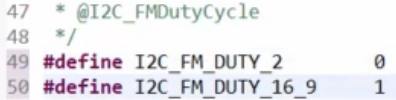 47 * @I2C_FMDutyCycle
48 */
49 #define I2C_FM_DUTY_2 0
50 #define I2C_FM_DUTY_16_9 1